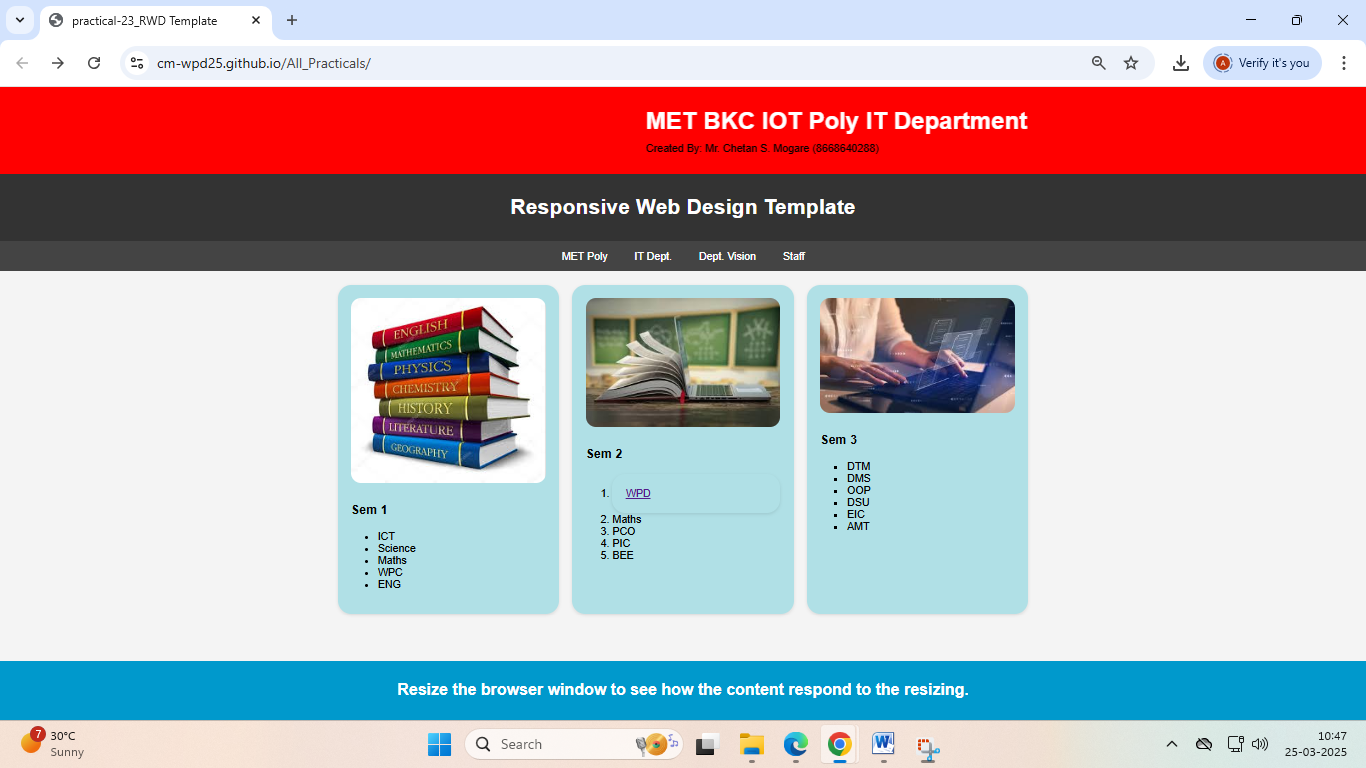 practical-23_RWD Template
cm-wpd25.github.io/All_Practicals/
Verify it's you
A
MET BKC IOT Poly IT Department
Created By: Mr. Chetan S. Mogare (8668640288)
Responsive Web Design Template
MET Poly IT Dept. Dept. Vision Staff
ENGLISH
MATHEMATICS
PHYSICS
CHEMISTRY
HISTORY
LITERATURE
GEOGRAPHY
Sem 1
ICT
Science
Maths
WPC
ENG
Sem 2
1. WPD
2. Maths
3. PCO
4. PIC
5. BEE
Sem 3
DTM
DMS
OOP
DSU
EIC
AMT
Resize the browser window to see how the content respond to the resizing.
7
30°C
Sunny
Search
W
10:47
25-03-2025